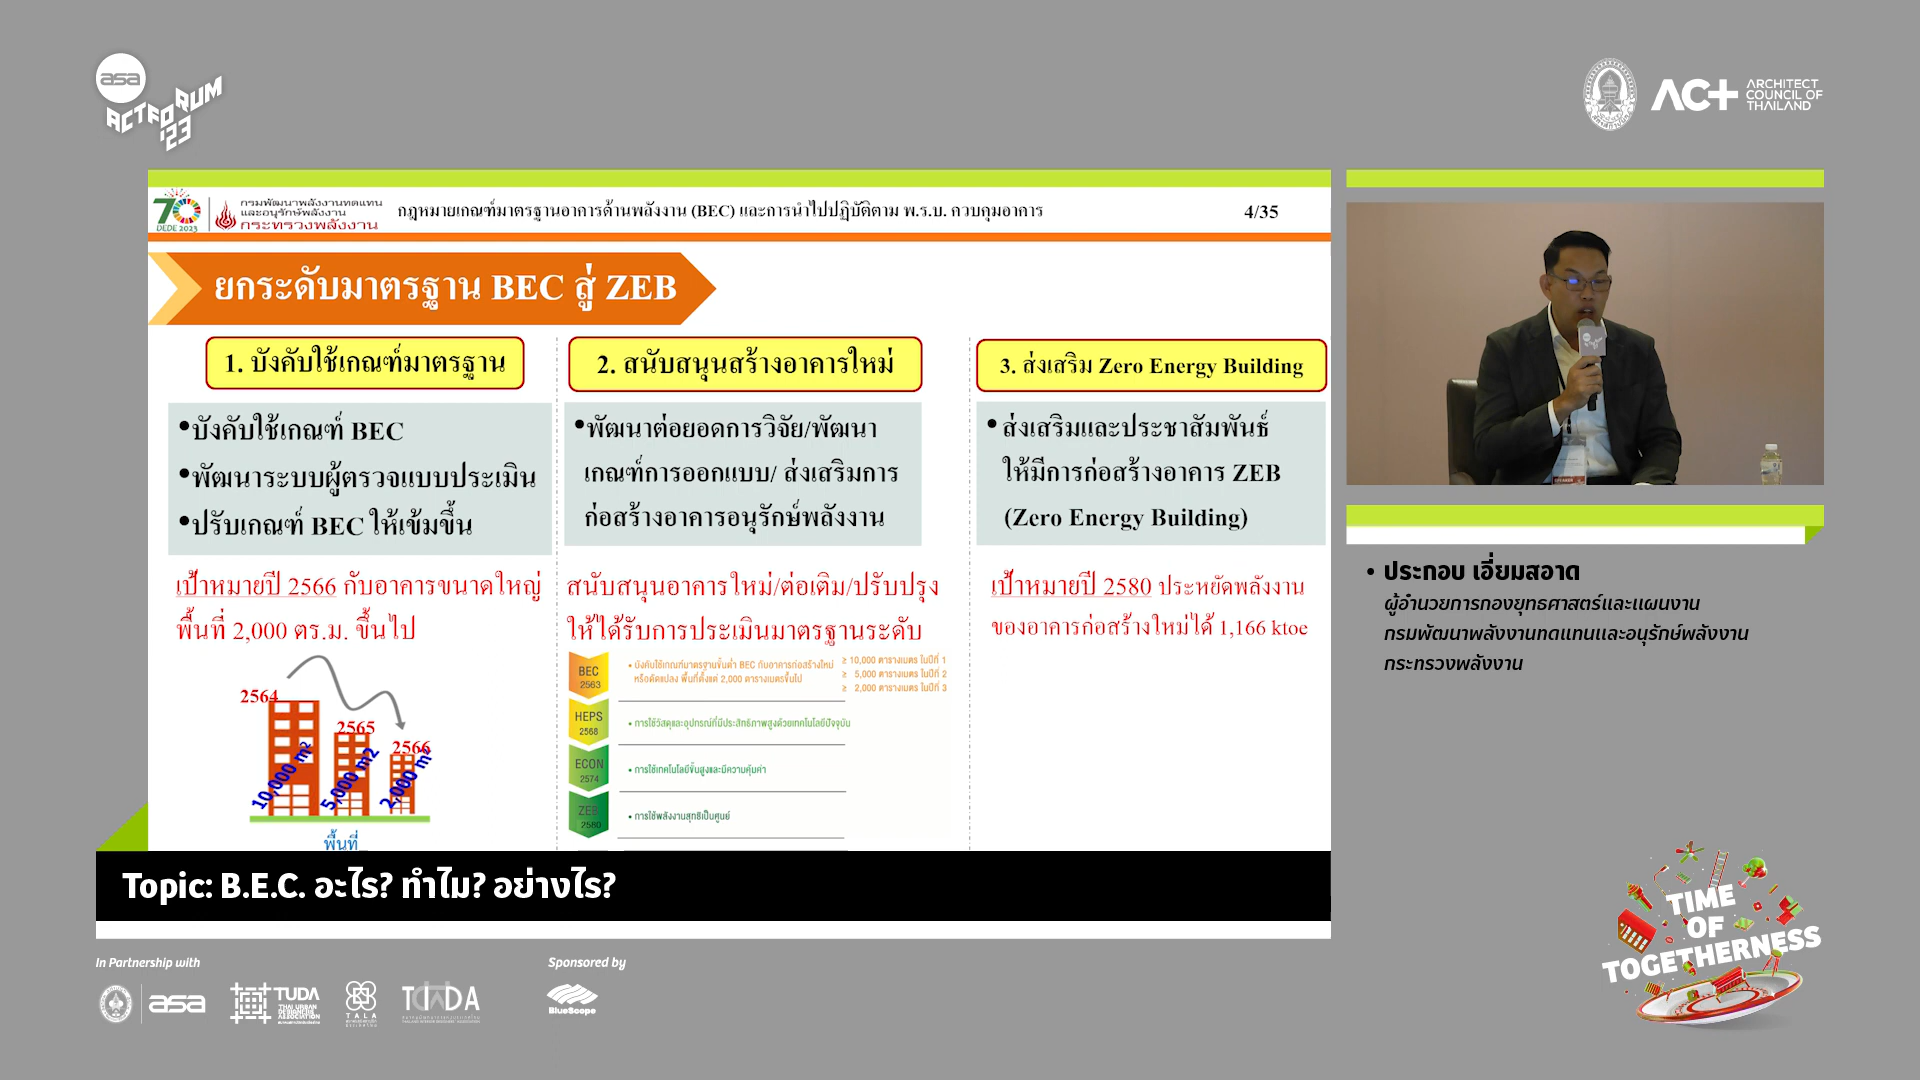 asa
ACTFORUM
'23
ACT
ARCHITECT
COUNCIL OF
THAILAND
70
DEDE 2023
กรมพัฒนาพลังงานทดแทน
และอนุรักษ์พลังงาน
กระทรวงพลังงาน
กฎหมายเกณฑ์มาตรฐานอาคารด้านพลังงาน (BEC) และการนำไปปฏิบัติตาม พ.ร.บ. ควบคุมอาคาร
4/35
ยกระดับมาตรฐาน BEC สู่ ZEB
1. บังคับใช้เกณฑ์มาตรฐาน
•บังคับใช้เกณฑ์ BEC
•พัฒนาระบบผู้ตรวจแบบประเมิน
•ปรับเกณฑ์ BEC ให้เข้มขึ้น
เป้าหมายปี 2566 กับอาคารขนาดใหญ่
พื้นที่ 2,000 ตร.ม. ขึ้นไป
2564
2565
2566
10,000 m²
5,000 m2
2,000 m²
พื้นที่
2. สนับสนุนสร้างอาคารใหม่
•พัฒนาต่อยอดการวิจัย/พัฒนา
เกณฑ์การออกแบบ/ ส่งเสริมการ
ก่อสร้างอาคารอนุรักษ์พลังงาน
สนับสนุนอาคารใหม่/ต่อเติม/ปรับปรุง
ให้ได้รับการประเมินมาตรฐานระดับ
BEC
2563
• บังคับใช้เกณฑ์มาตรฐานขั้นต่ำ BEC กับอาคารก่อสร้างใหม่
หรือดัดแปลง พื้นที่ตั้งแต่ 2,000 ตารางเมตรขึ้นไป
≥ 10,000 ตารางเมตร ในปีที่ 1
≥ 5,000 ตารางเมตร ในปีที่ 2
≥ 2,000 ตารางเมตร ในปีที่ 3
HEPS
2568
• การใช้วัสดุและอุปกรณ์ที่มีประสิทธิภาพสูงด้วยเทคโนโลยีปัจจุบัน
ECON
2574
• การใช้เทคโนโลยีขั้นสูงและมีความคุ้มค่า
ZEB
2580
• การใช้พลังงานสุทธิเป็นศูนย์
3. ส่งเสริม Zero Energy Building
• ส่งเสริมและประชาสัมพันธ์
ให้มีการก่อสร้างอาคาร ZEB
(Zero Energy Building)
เป้าหมายปี 2580 ประหยัดพลังงาน
ของอาคารก่อสร้างใหม่ได้ 1,166 ktoe
• ประกอบ เอี่ยมสอาด
ผู้อำนวยการกองยุทธศาสตร์และแผนงาน
กรมพัฒนาพลังงานทดแทนและอนุรักษ์พลังงาน
กระทรวงพลังงาน
Topic: B.E.C. อะไร? ทำไม? อย่างไร?
In Partnership with
asa
TUDA
THAI URBAN
DESIGNERS
ASSOCIATION
TALA
TIDA
Sponsored by
BlueScope
TIME
OF
TOGETHERNESS